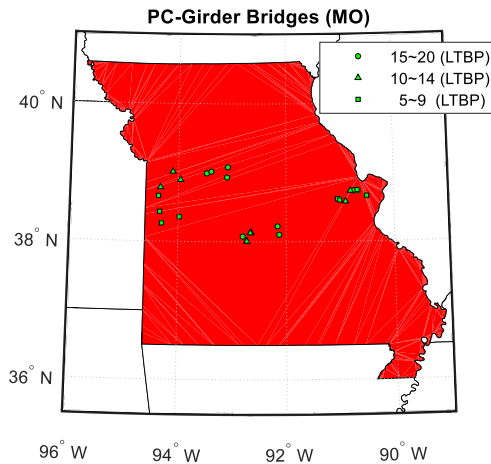 PC-Girder Bridges (MO)
15~20 (LTBP)
10~14 (LTBP)
5~9 (LTBP)
40° N
38° N
36° N
96° W 94° W 92° W 90° W